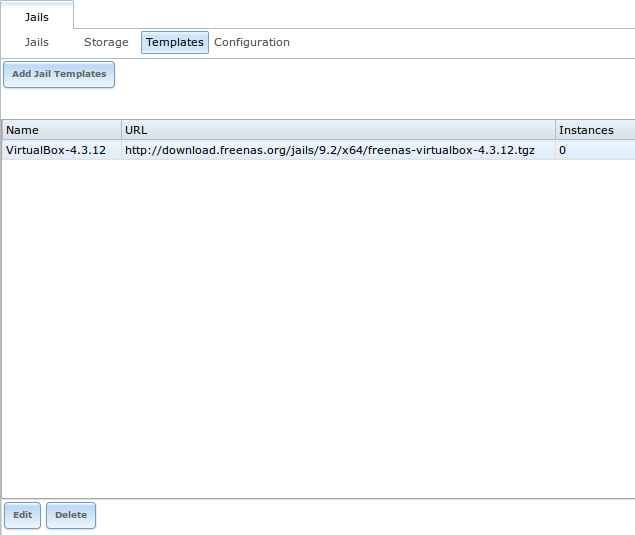 Jails
Jails Storage Templates Configuration
Add Jail Templates
Name URL Instances
VirtualBox-4.3.12 http://download.freenas.org/jails/9.2/x64/freenas-virtualbox-4.3.12.tgz 0
Edit Delete